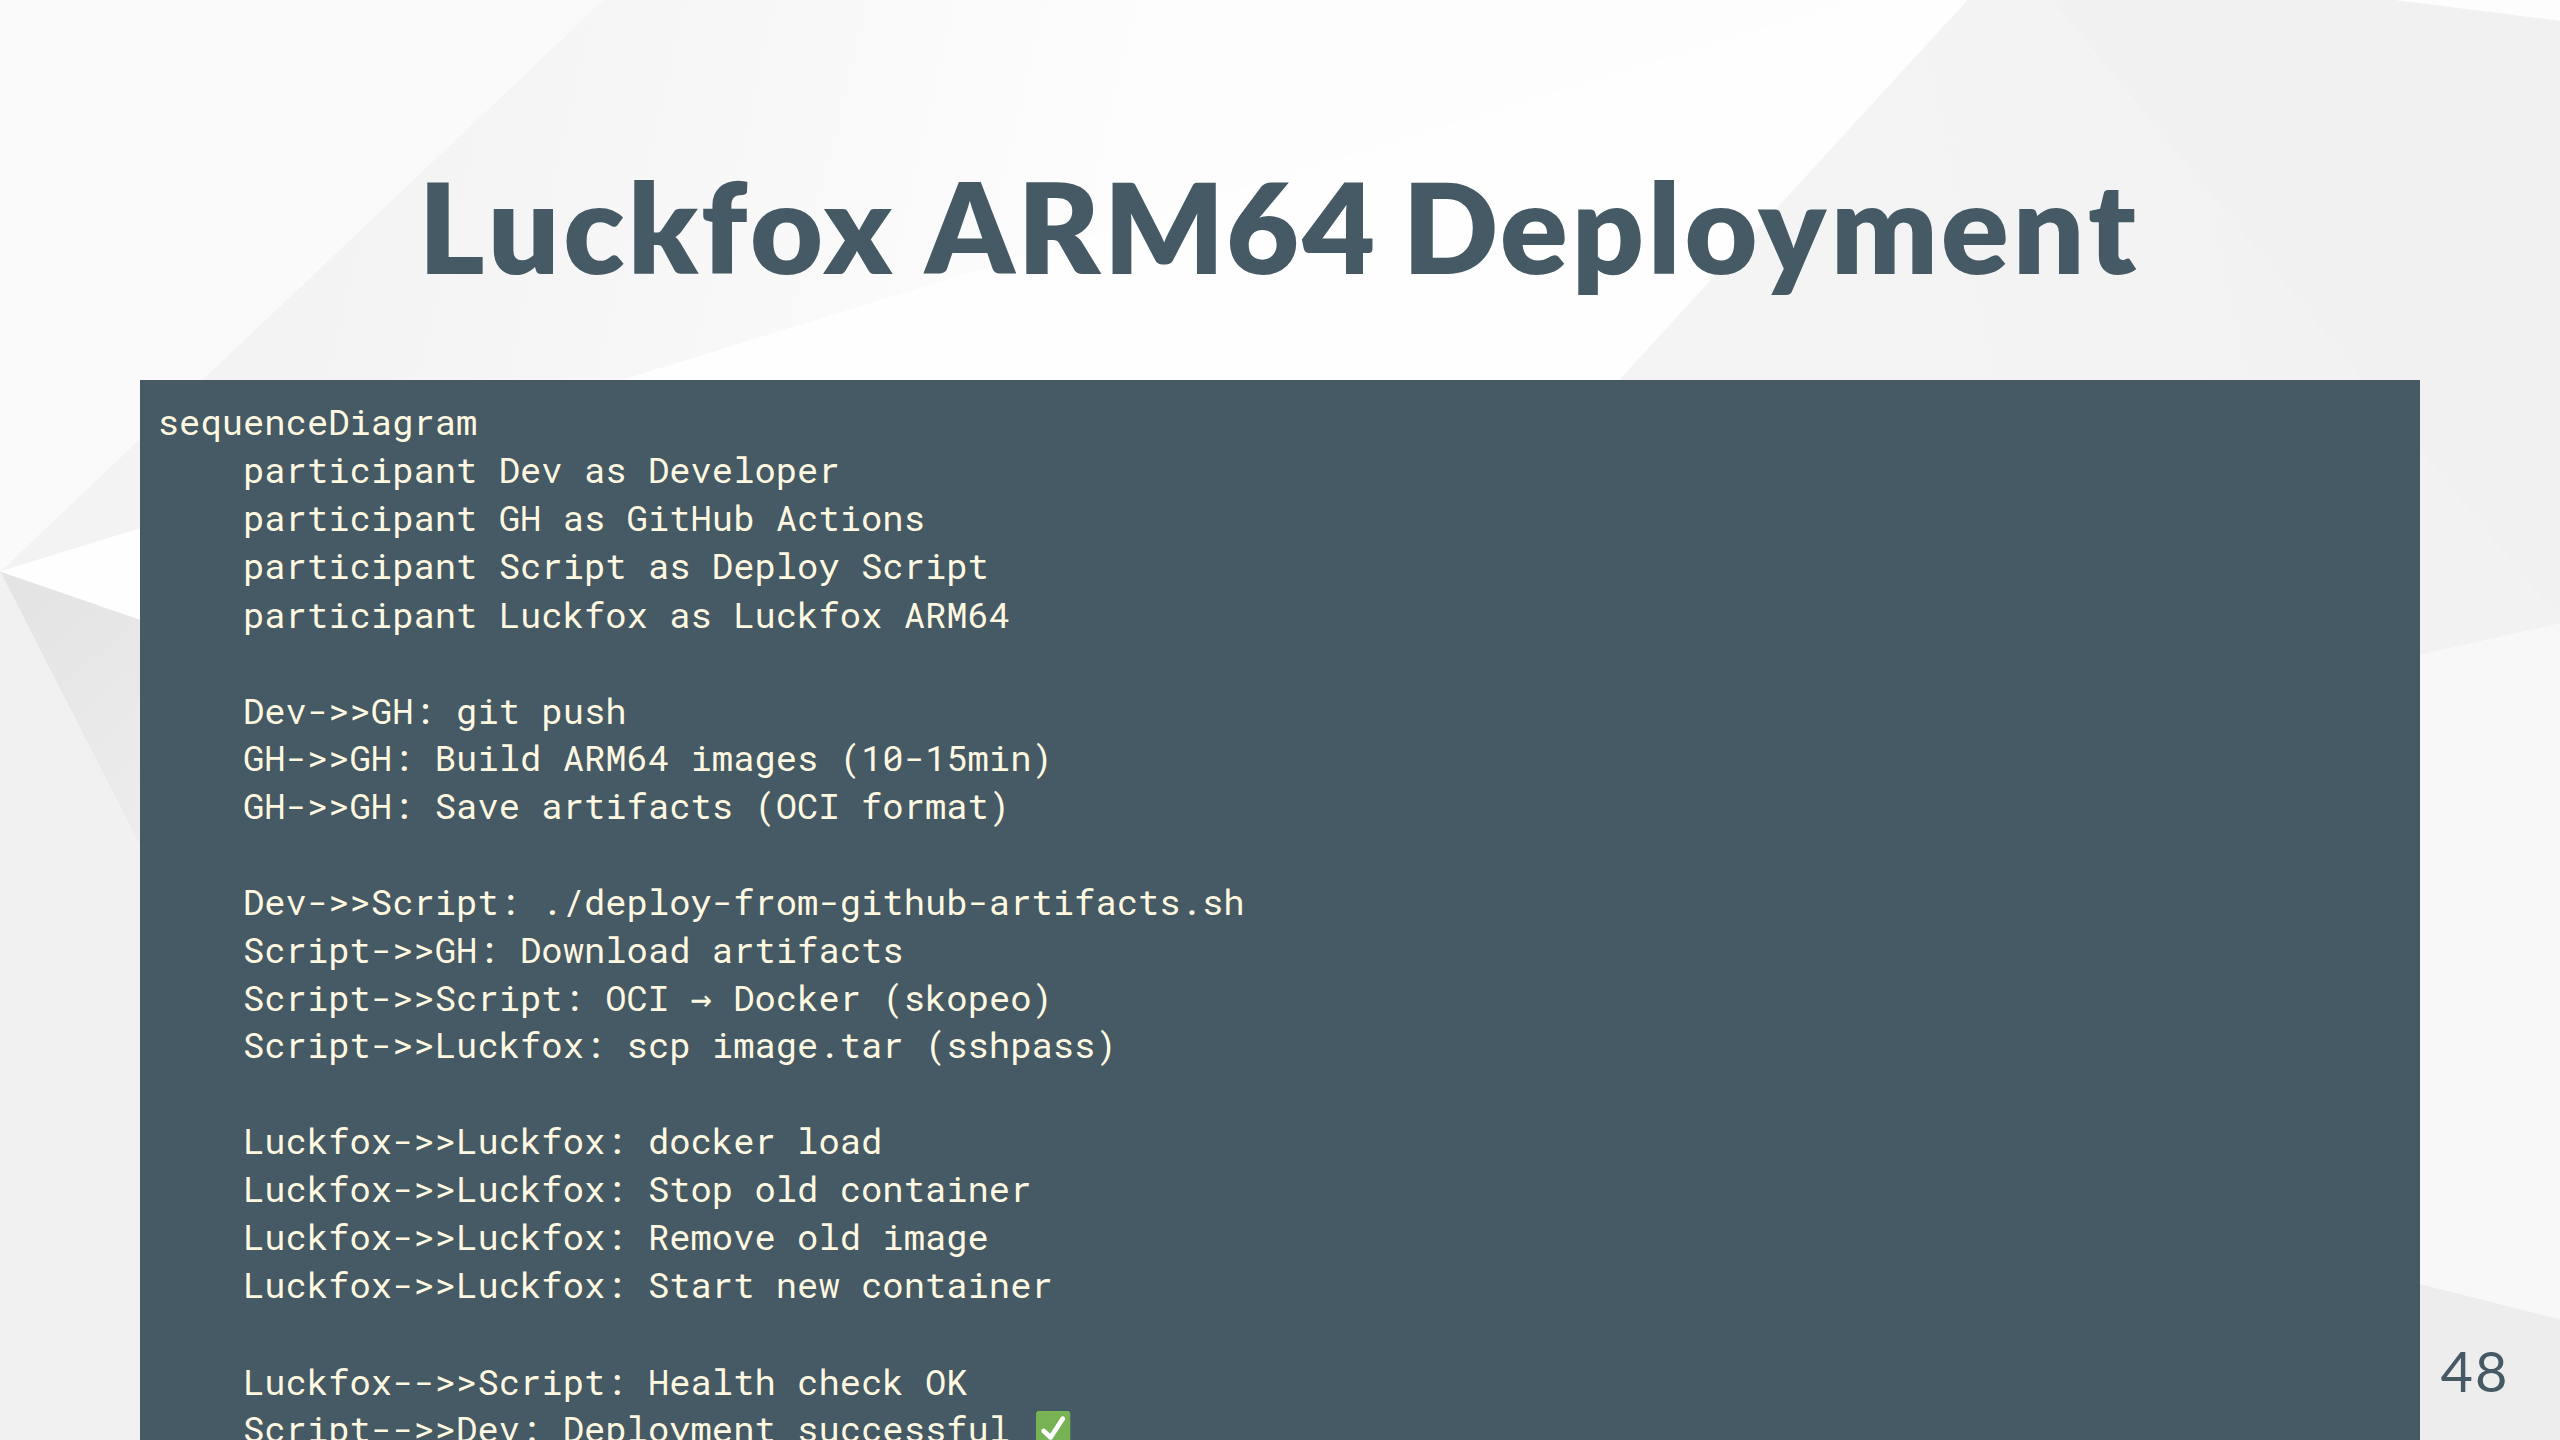 Luckfox ARM64 Deployment
sequenceDiagram
    participant Dev as Developer
    participant GH as GitHub Actions
    participant Script as Deploy Script
    participant Luckfox as Luckfox ARM64

    Dev->>GH: git push
    GH->>GH: Build ARM64 images (10-15min)
    GH->>GH: Save artifacts (OCI format)

    Dev->>Script: ./deploy-from-github-artifacts.sh
    Script->>GH: Download artifacts
    Script->>Script: OCI → Docker (skopeo)
    Script->>Luckfox: scp image.tar (sshpass)

    Luckfox->>Luckfox: docker load
    Luckfox->>Luckfox: Stop old container
    Luckfox->>Luckfox: Remove old image
    Luckfox->>Luckfox: Start new container

    Luckfox-->>Script: Health check OK
    Script-->>Dev: Deployment successful ✅
48